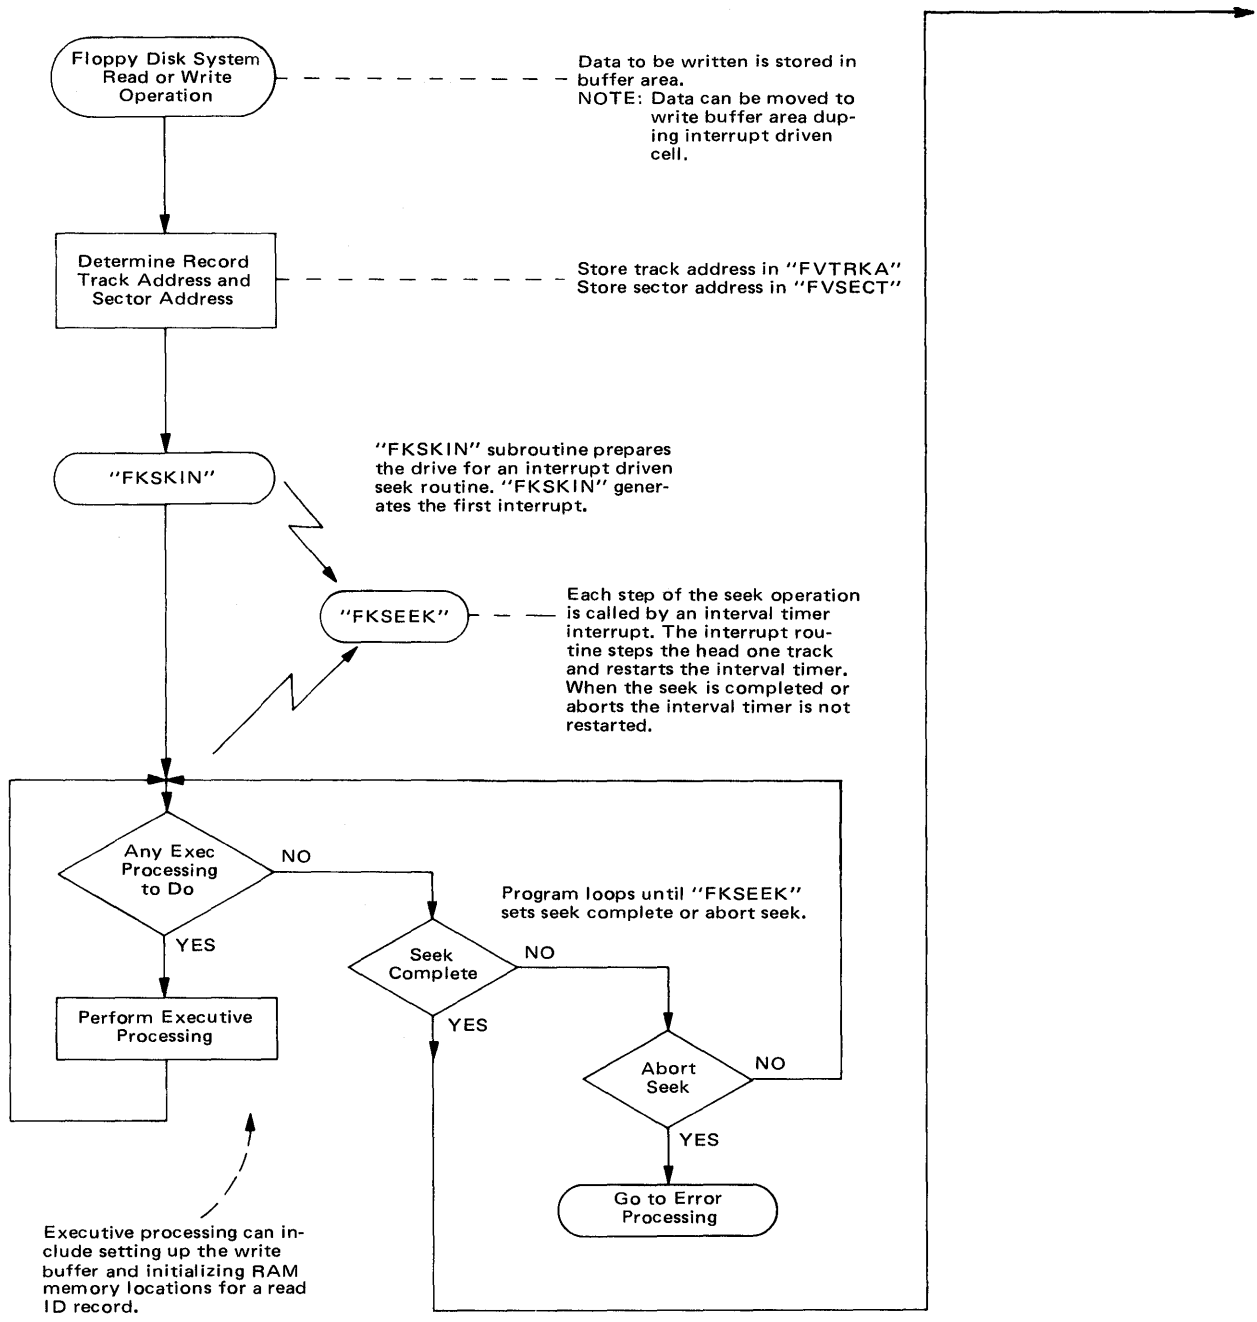 Floppy Disk System
Read or Write
Operation
Data to be written is stored in
buffer area.
NOTE: Data can be moved to
write buffer area dup-
ing interrupt driven
cell.
Determine Record
Track Address and
Sector Address
Store track address in "FVTRKA"
Store sector address in "FVSECT"
"FKSKIN"
"FKSKIN" subroutine prepares
the drive for an interrupt driven
seek routine. "FKSKIN" gener-
ates the first interrupt.
"FKSEEK"
Each step of the seek operation
is called by an interval timer
interrupt. The interrupt rou-
tine steps the head one track
and restarts the interval timer.
When the seek is completed or
aborts the interval timer is not
restarted.
Any Exec
Processing
to Do
NO
YES
Perform Executive
Processing
Program loops until "FKSEEK"
sets seek complete or abort seek.
Seek
Complete
NO
YES
Abort
Seek
NO
YES
Go to Error
Processing
Executive processing can in-
clude setting up the write
buffer and initializing RAM
memory locations for a read
ID record.